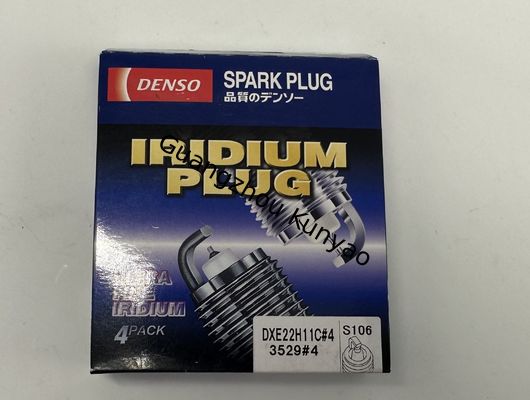 DENSO
SPARK PLUG
品質のデンソー
IRIDIUM
PLUG
Guangzhou Kunyao
IRIDIUM
4PACK
DXE22H11C#4
3529#4
S106